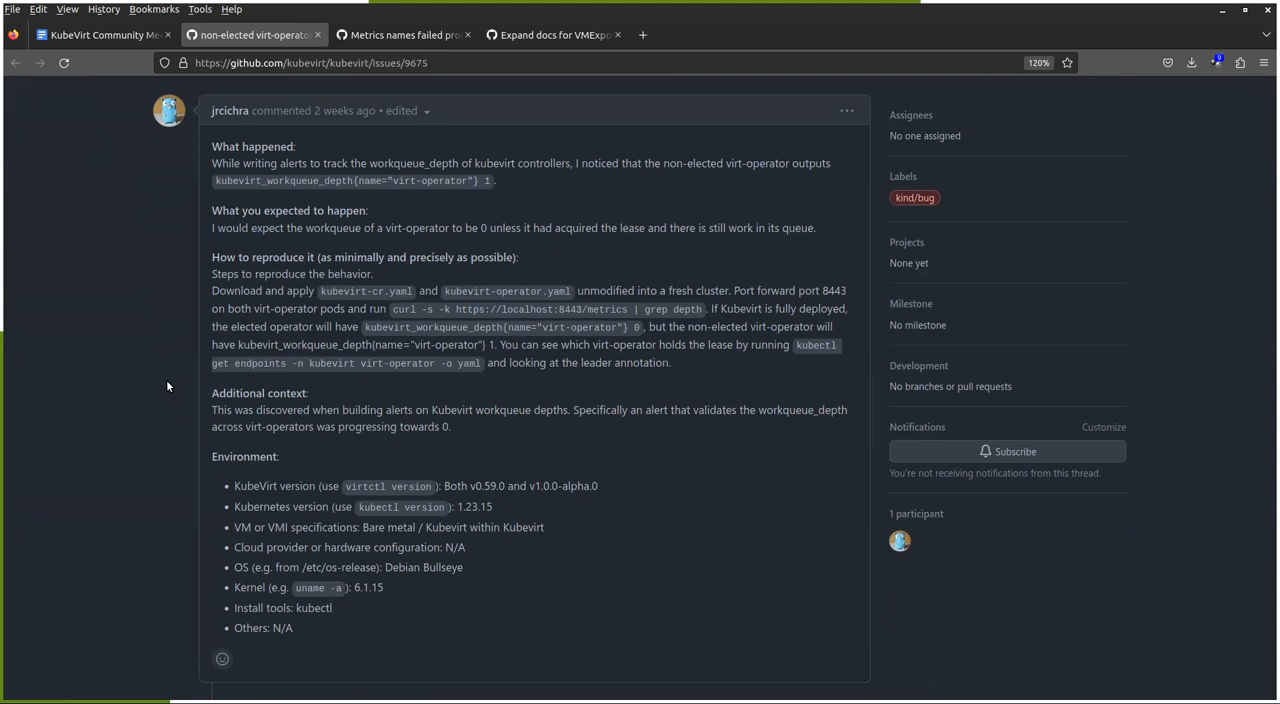 File Edit View History Bookmarks Tools Help
KubeVirt Community Me
non-elected virt-operato
Metrics names failed pro
Expand docs for VMExpo
https://github.com/kubevirt/kubevirt/issues/9675
120%
9
jrcichra commented 2 weeks ago • edited
What happened:
While writing alerts to track the workqueue_depth of kubevirt controllers, I noticed that the non-elected virt-operator outputs
kubevirt_workqueue_depth{name="virt-operator"} 1.
What you expected to happen:
I would expect the workqueue of a virt-operator to be 0 unless it had acquired the lease and there is still work in its queue.
How to reproduce it (as minimally and precisely as possible):
Steps to reproduce the behavior.
Download and apply kubevirt-cr.yaml and kubevirt-operator.yaml unmodified into a fresh cluster. Port forward port 8443
on both virt-operator pods and run curl -s -k https://localhost:8443/metrics | grep depth. If Kubevirt is fully deployed,
the elected operator will have kubevirt_workqueue_depth{name="virt-operator"} 0, but the non-elected virt-operator will
have kubevirt_workqueue_depth{name="virt-operator"} 1. You can see which virt-operator holds the lease by running kubectl
get endpoints -n kubevirt virt-operator -o yaml and looking at the leader annotation.
Additional context:
This was discovered when building alerts on Kubevirt workqueue depths. Specifically an alert that validates the workqueue_depth
across virt-operators was progressing towards 0.
Environment:
• KubeVirt version (use virtctl version): Both v0.59.0 and v1.0.0-alpha.0
• Kubernetes version (use kubectl version): 1.23.15
• VM or VMI specifications: Bare metal / Kubevirt within Kubevirt
• Cloud provider or hardware configuration: N/A
• OS (e.g. from /etc/os-release): Debian Bullseye
• Kernel (e.g. uname -a): 6.1.15
• Install tools: kubectl
• Others: N/A
Assignees
No one assigned
Labels
kind/bug
Projects
None yet
Milestone
No milestone
Development
No branches or pull requests
Notifications Customize
Subscribe
You're not receiving notifications from this thread.
1 participant